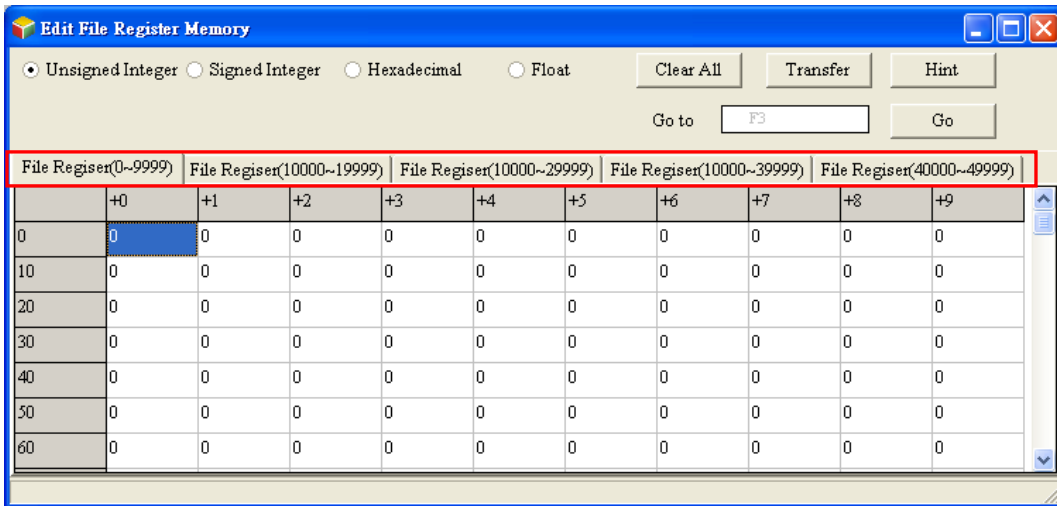 Edit File Register Memory
Unsigned Integer Signed Integer Hexadecimal Float Clear All Transfer Hint
Go to F3 Go
File Regiser(0~9999) File Regiser(10000~19999) File Regiser(10000~29999) File Regiser(10000~39999) File Regiser(40000~49999)
+0 +1 +2 +3 +4 +5 +6 +7 +8 +9
0 0 0 0 0 0 0 0 0 0 0
10 0 0 0 0 0 0 0 0 0 0
20 0 0 0 0 0 0 0 0 0 0
30 0 0 0 0 0 0 0 0 0 0
40 0 0 0 0 0 0 0 0 0 0
50 0 0 0 0 0 0 0 0 0 0
60 0 0 0 0 0 0 0 0 0 0